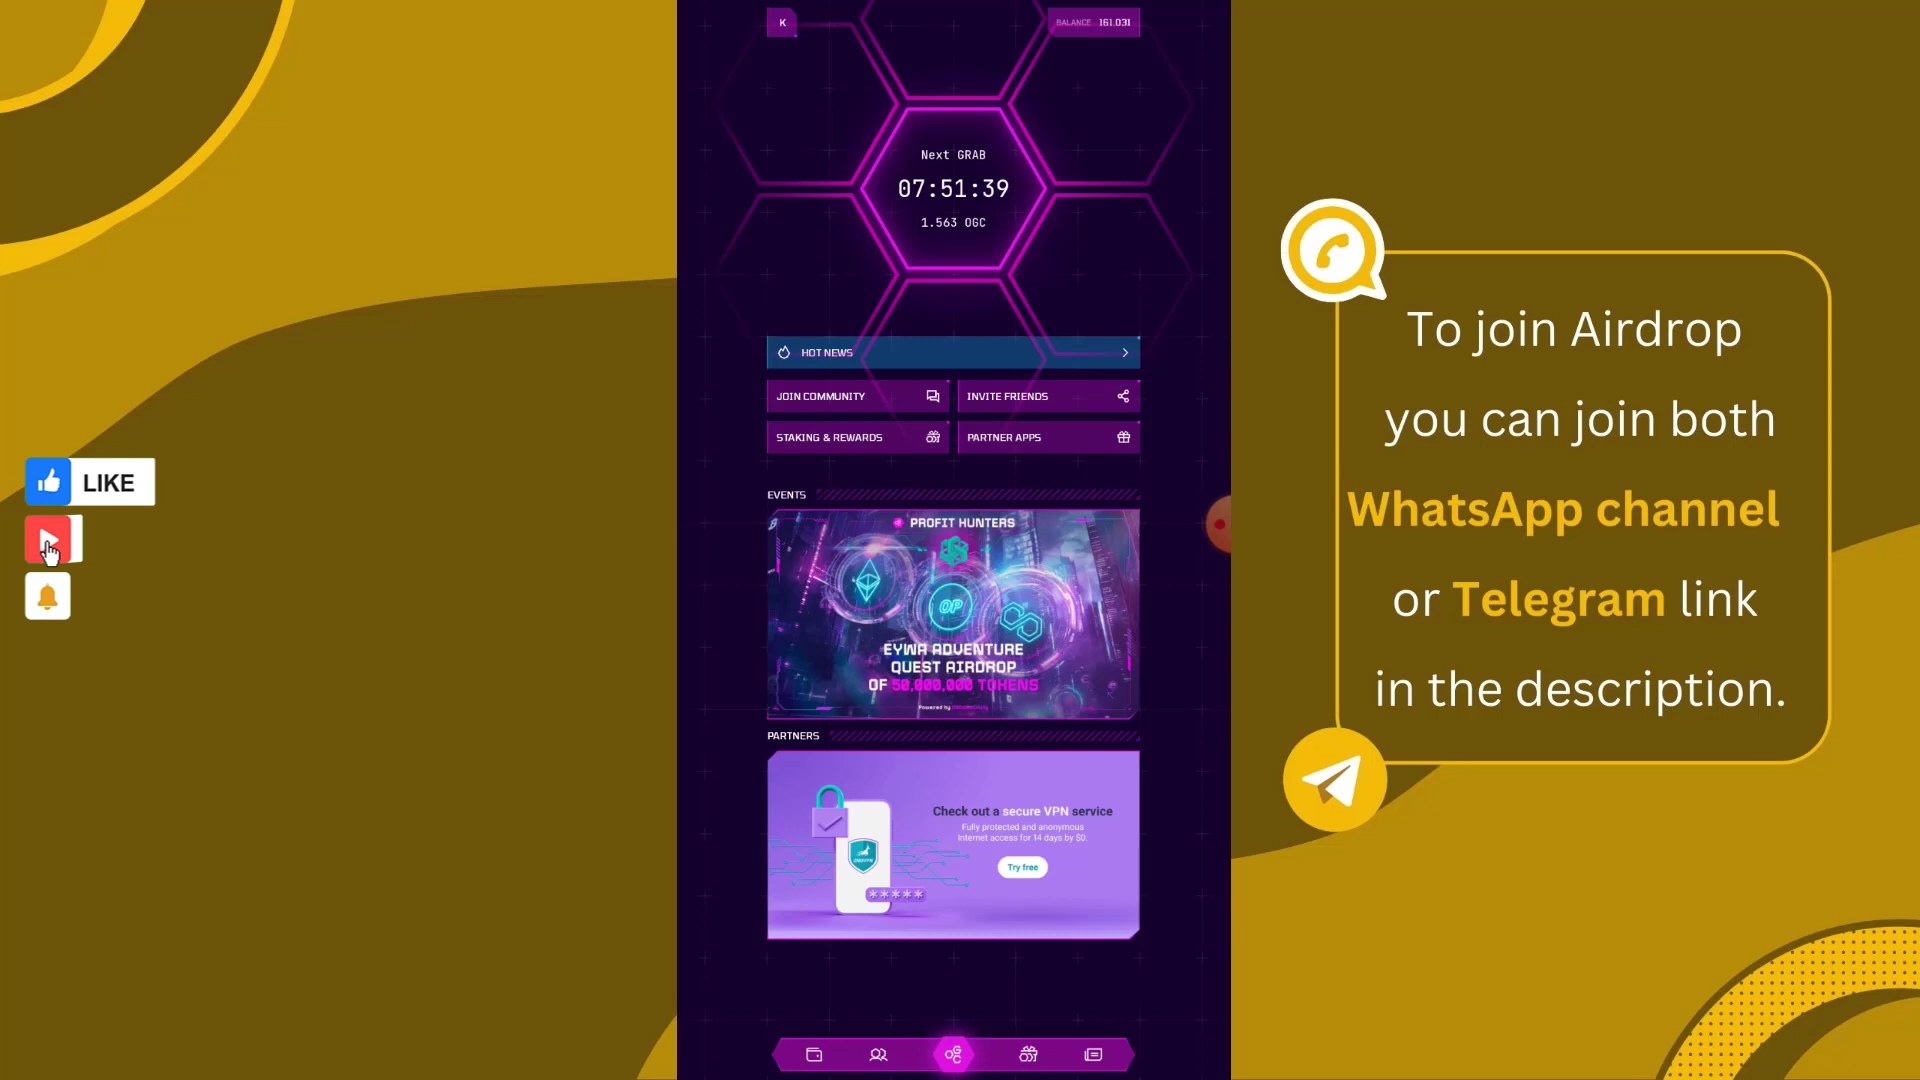 K
BALANCE 161.031
Next GRAB
07:51:39
1.563 OGC
HOT NEWS
JOIN COMMUNITY
INVITE FRIENDS
STAKING & REWARDS
PARTNER APPS
EVENTS
PROFIT HUNTERS
OP
EYWA ADVENTURE
QUEST AIRDROP
OF 50,000,000 TOKENS
Powered by
PARTNERS
Check out a secure VPN service
Fully protected and anonymous
Internet access for 14 days by $0.
Try free
*****
LIKE
To join Airdrop
you can join both
WhatsApp channel
or Telegram link
in the description.